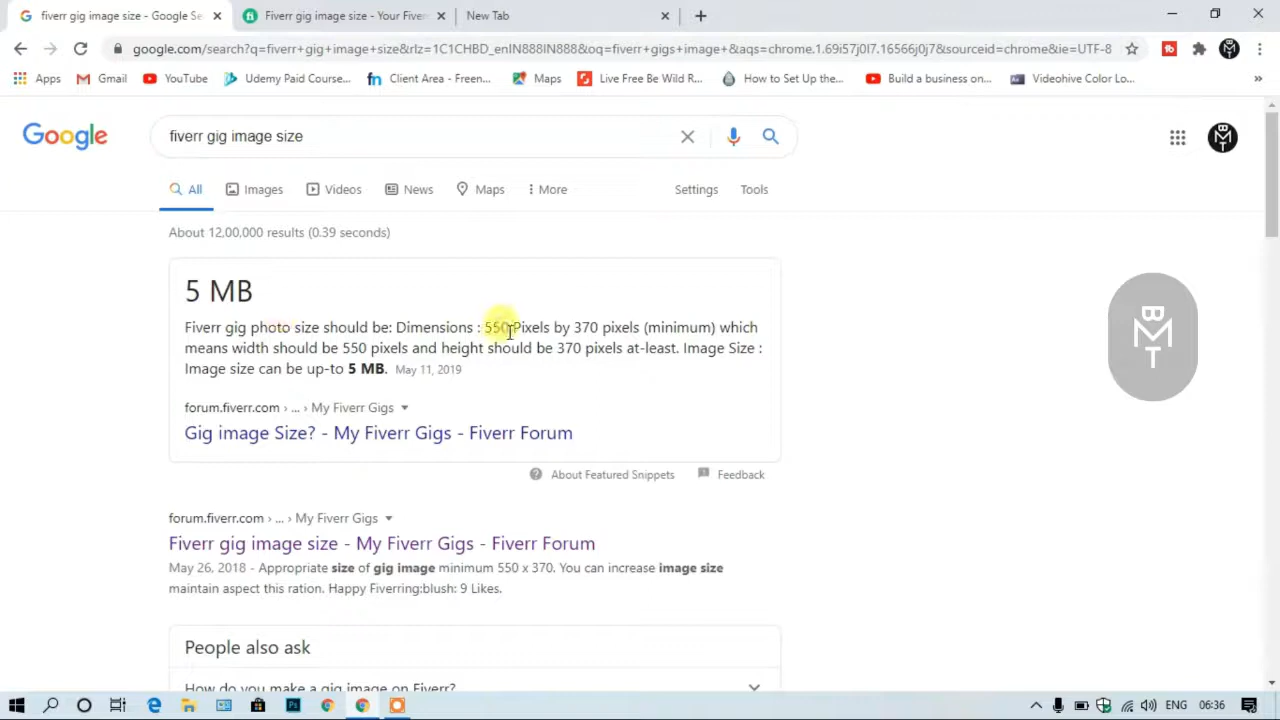 fiverr gig image size - Google Se
Fiverr gig image size - Your Fiver
New Tab
google.com/search?q=fiverr+gig+image+size&rlz=1C1CHBD_enIN888IN888&oq=fiverr+gigs+image+&aqs=chrome.1.69i57j0l7.16566j0j7&sourceid=chrome&ie=UTF-8
Apps
Gmail
YouTube
Udemy Paid Course...
fn Client Area - Freen...
Maps
Live Free Be Wild R...
How to Set Up the...
Build a business on...
Videohive Color Lo...
»
Google
fiverr gig image size
All
Images
Videos
News
Maps
More
Settings
Tools
About 12,00,000 results (0.39 seconds)
5 MB
Fiverr gig photo size should be: Dimensions : 550 Pixels by 370 pixels (minimum) which
means width should be 550 pixels and height should be 370 pixels at-least. Image Size :
Image size can be up-to 5 MB. May 11, 2019
forum.fiverr.com › ... › My Fiverr Gigs
Gig image Size? - My Fiverr Gigs - Fiverr Forum
About Featured Snippets
Feedback
forum.fiverr.com › ... › My Fiverr Gigs
Fiverr gig image size - My Fiverr Gigs - Fiverr Forum
May 26, 2018 - Appropriate size of gig image minimum 550 x 370. You can increase image size
maintain aspect this ration. Happy Fiverring:blush: 9 Likes.
People also ask
How do you make a gig image on Fiverr?
BMT
ENG
06:36